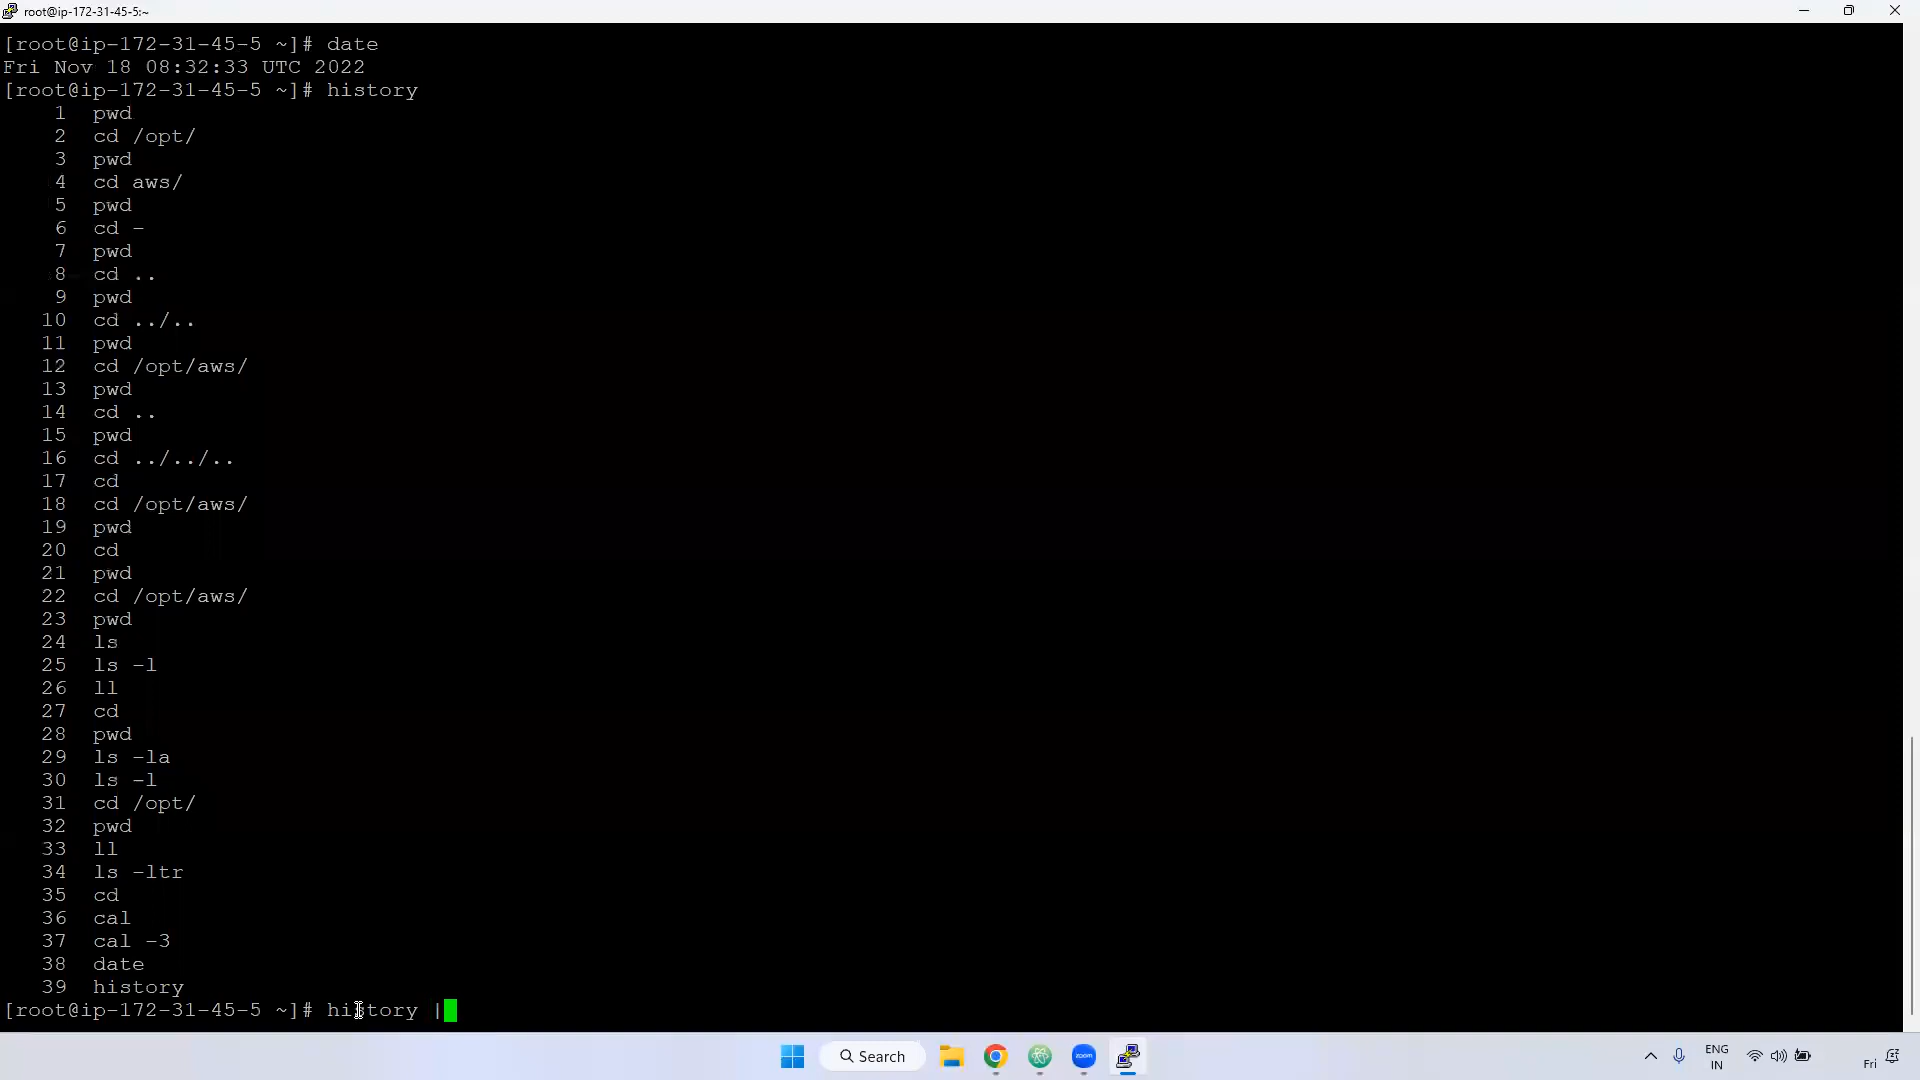 root@ip-172-31-45-5:~
[root@ip-172-31-45-5 ~]# date
Fri Nov 18 08:32:33 UTC 2022
[root@ip-172-31-45-5 ~]# history
1 pwd
2 cd /opt/
3 pwd
4 cd aws/
5 pwd
6 cd -
7 pwd
8 cd ..
9 pwd
10 cd ../..
11 pwd
12 cd /opt/aws/
13 pwd
14 cd ..
15 pwd
16 cd ../../..
17 cd
18 cd /opt/aws/
19 pwd
20 cd
21 pwd
22 cd /opt/aws/
23 pwd
24 ls
25 ls -l
26 ll
27 cd
28 pwd
29 ls -la
30 ls -l
31 cd /opt/
32 pwd
33 ll
34 ls -ltr
35 cd
36 cal
37 cal -3
38 date
39 history
[root@ip-172-31-45-5 ~]# history |
Search
zoom
ENG
IN
Fri